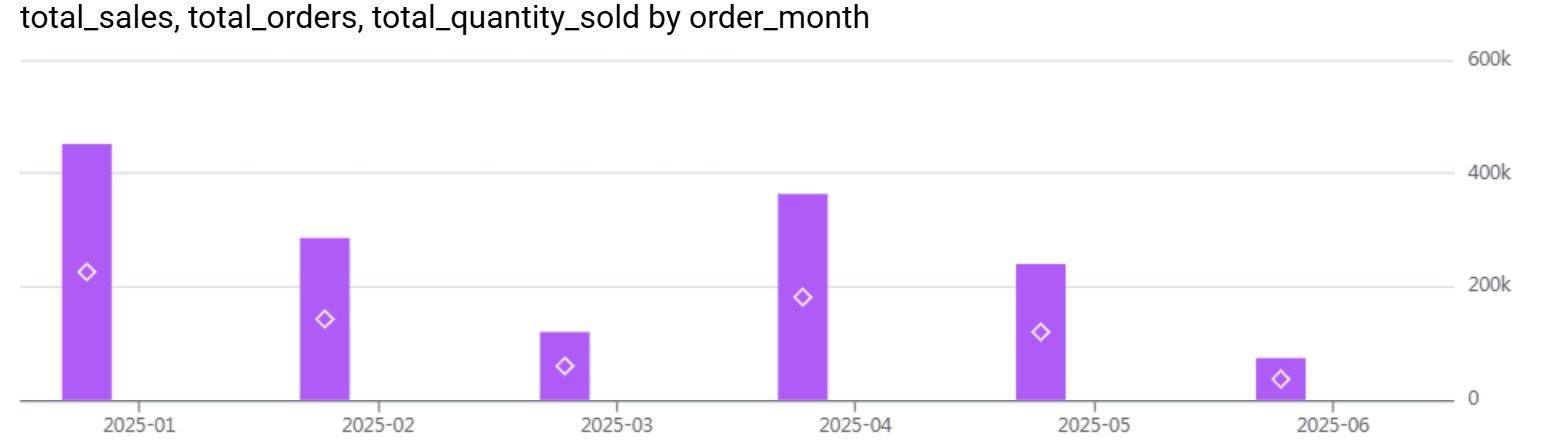 total_sales, total_orders, total_quantity_sold by order_month
600k
400k
200k
0
2025-01 2025-02 2025-03 2025-04 2025-05 2025-06